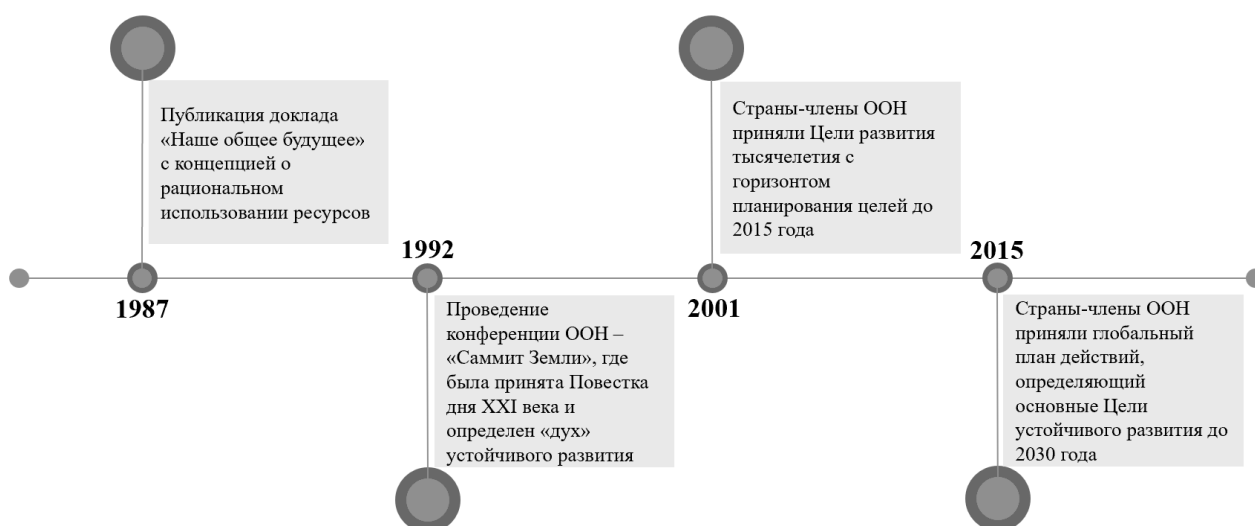 1987
Публикация доклада
«Наше общее будущее»
с концепцией о
рациональном
использовании ресурсов
1992
Проведение
конференции ООН –
«Саммит Земли», где
была принята Повестка
дня XXI века и
определен «дух»
устойчивого развития
2001
Страны-члены ООН
приняли Цели развития
тысячелетия с
горизонтом
планирования целей до
2015 года
2015
Страны-члены ООН
приняли глобальный
план действий,
определяющий
основные Цели
устойчивого развития до
2030 года